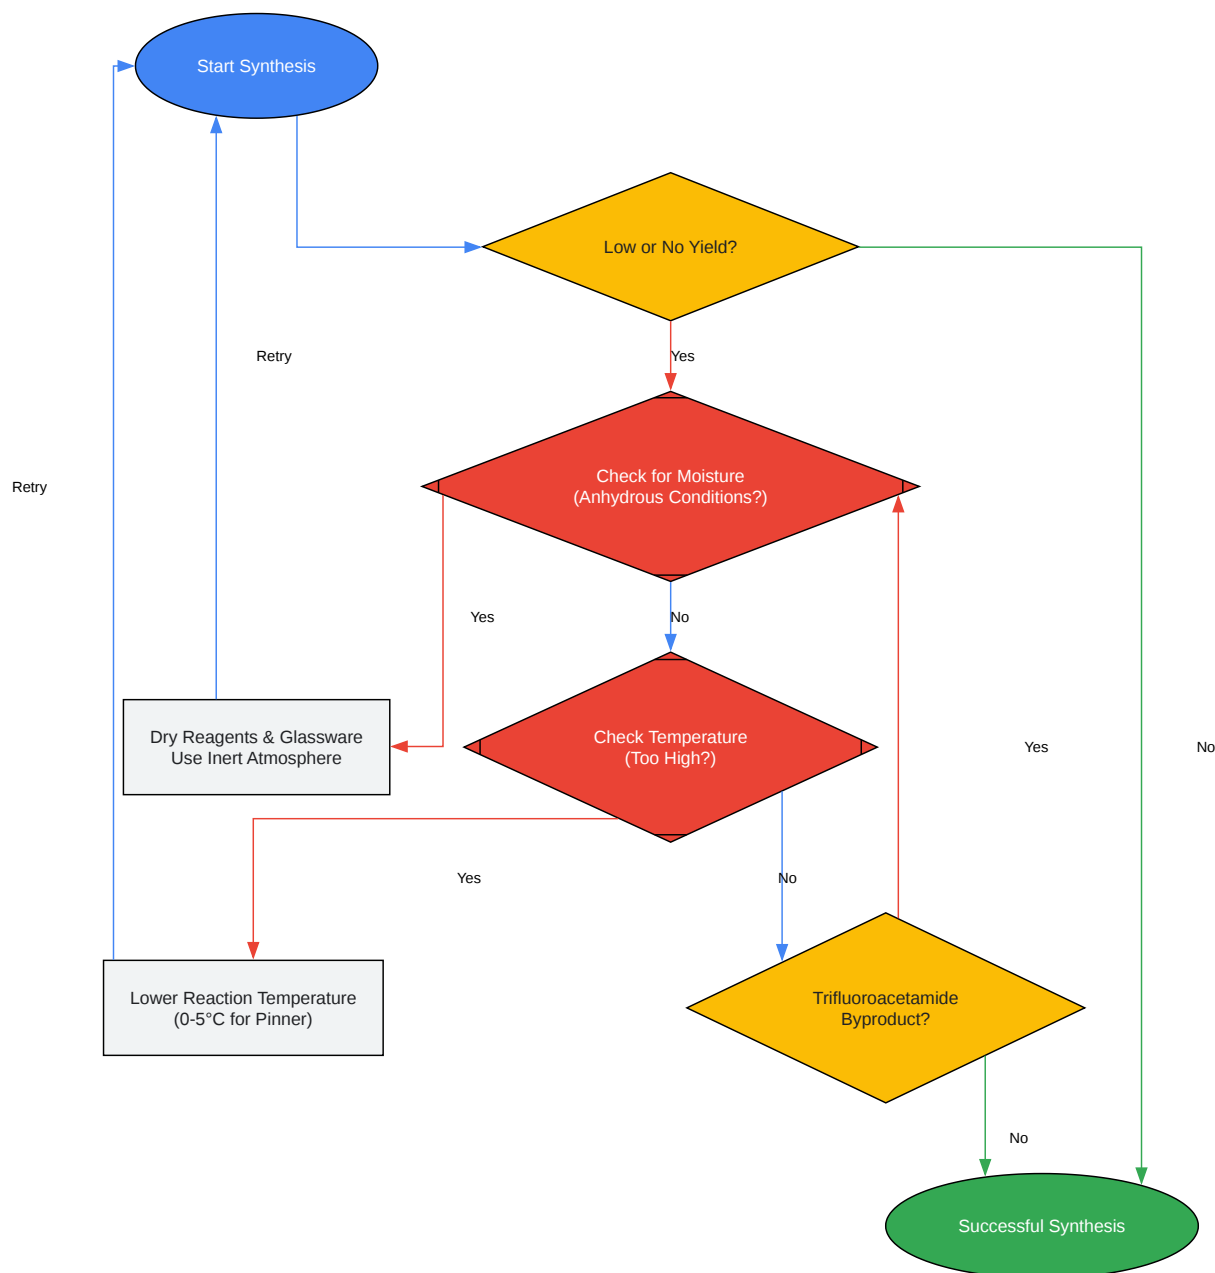 Start Synthesis
Low or No Yield?
Retry
Yes
Check for Moisture
(Anhydrous Conditions?)
Retry
Yes
No
Check Temperature
(Too High?)
Dry Reagents & Glassware
Use Inert Atmosphere
Yes
No
Yes
No
Lower Reaction Temperature
(0-5°C for Pinner)
Trifluoroacetamide
Byproduct?
No
Successful Synthesis